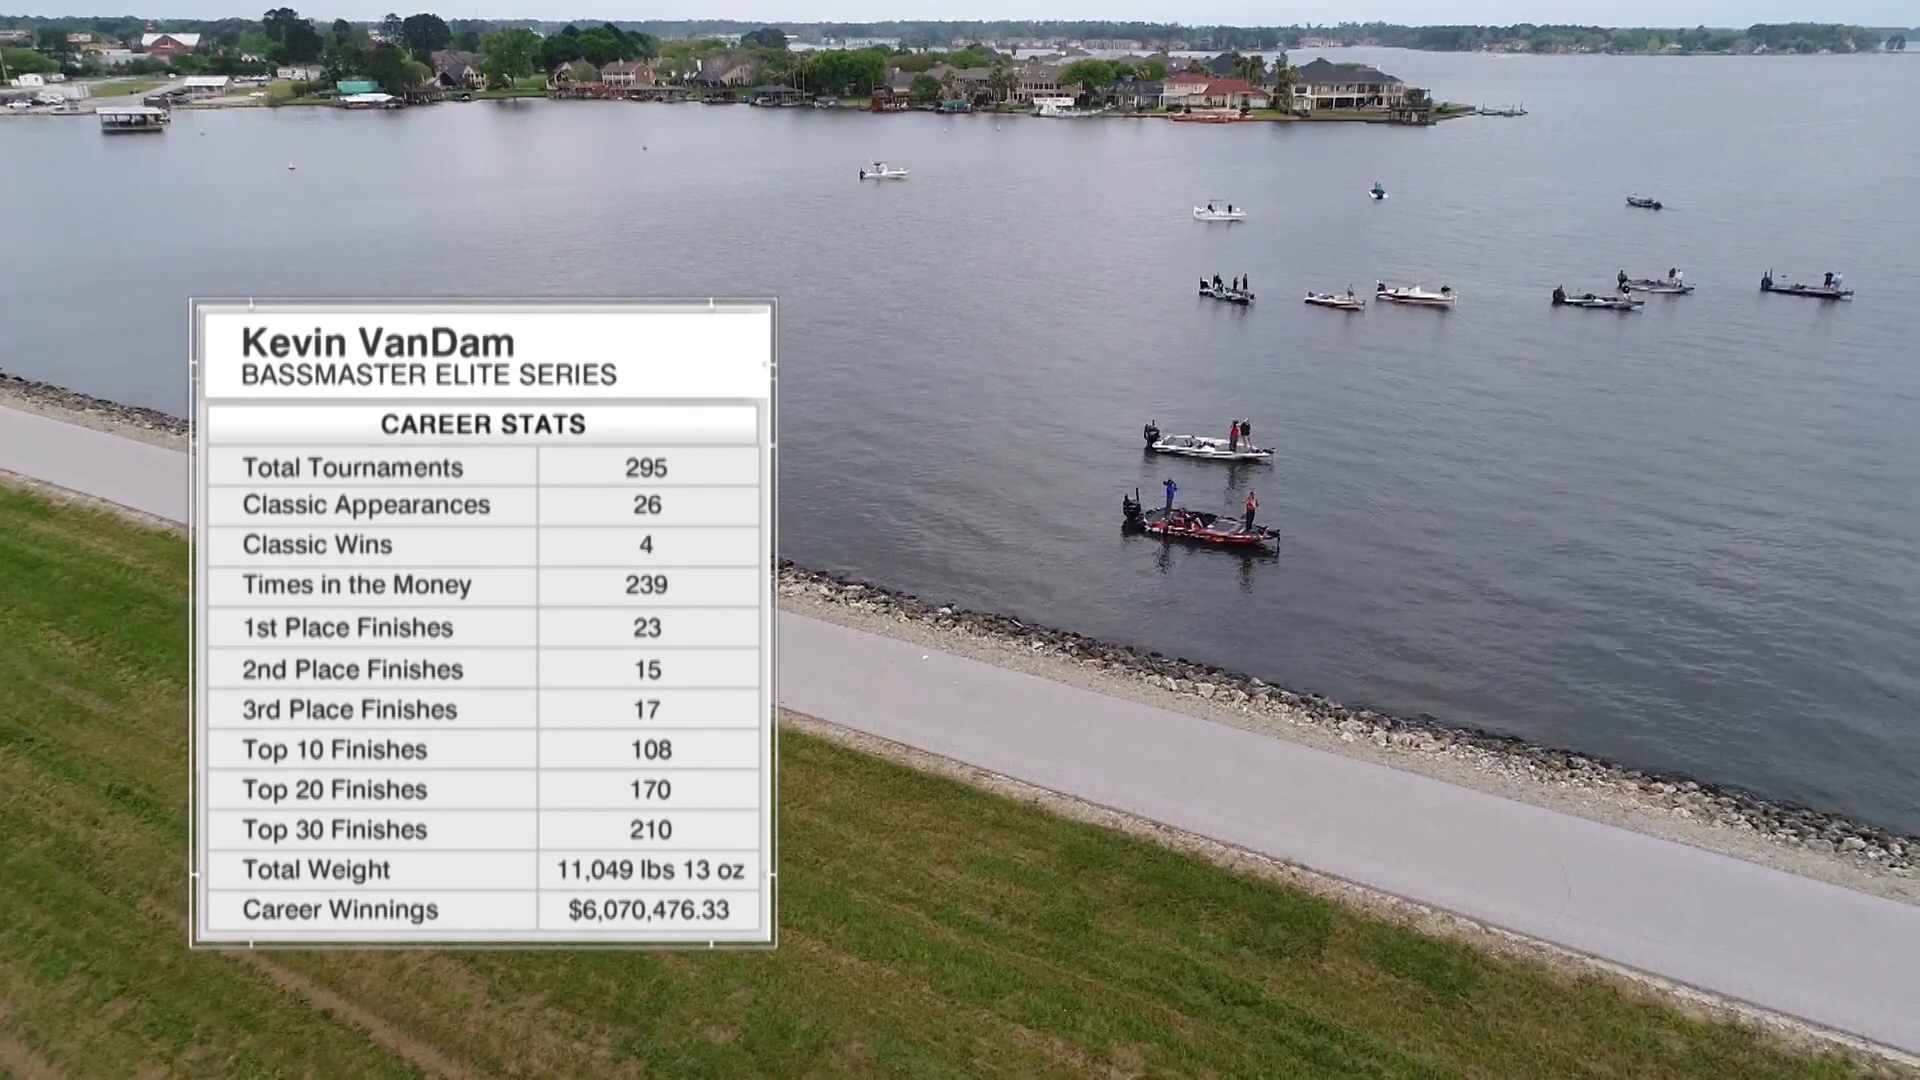 Kevin VanDam
BASSMASTER ELITE SERIES
CAREER STATS
Total Tournaments 295
Classic Appearances 26
Classic Wins 4
Times in the Money 239
1st Place Finishes 23
2nd Place Finishes 15
3rd Place Finishes 17
Top 10 Finishes 108
Top 20 Finishes 170
Top 30 Finishes 210
Total Weight 11,049 lbs 13 oz
Career Winnings $6,070,476.33